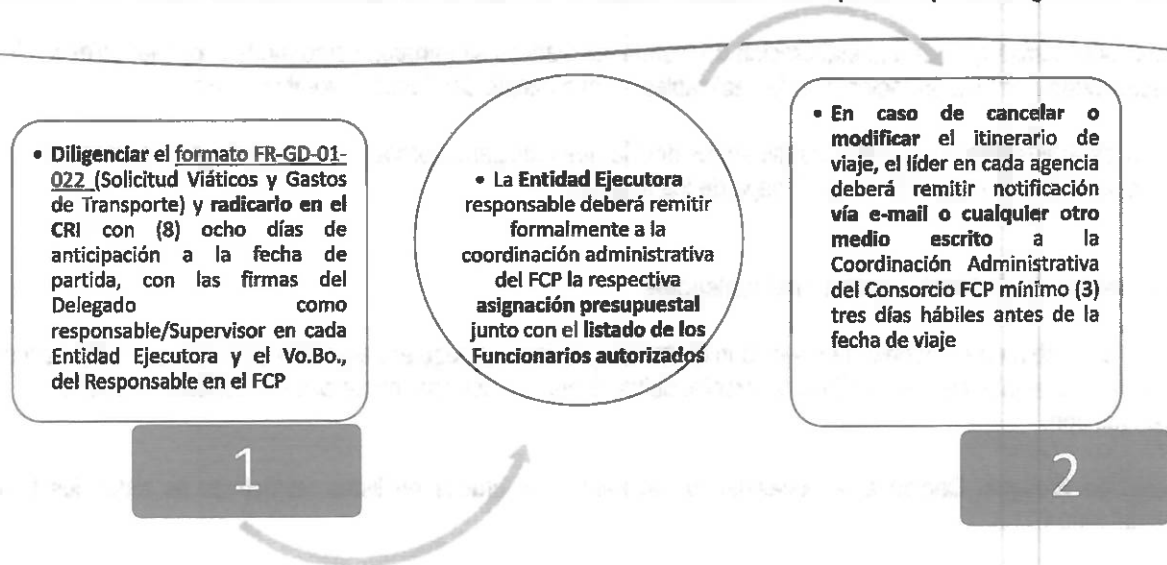 • Diligenciar el formato FR-GD-01-
022 (Solicitud Viáticos y Gastos
de Transporte) y radicarlo en el
CRI con (8) ocho días de
anticipación a la fecha de
partida, con las firmas del
Delegado como
responsable/Supervisor en cada
Entidad Ejecutora y el Vo.Bo.,
del Responsable en el FCP
1
• La Entidad Ejecutora
responsable deberá remitir
formalmente a la
coordinación administrativa
del FCP la respectiva
asignación presupuestal
junto con el listado de los
Funcionarios autorizados
• En caso de cancelar o
modificar el itinerario de
viaje, el líder en cada agencia
deberá remitir notificación
vía e-mail o cualquier otro
medio escrito a la
Coordinación Administrativa
del Consorcio FCP mínimo (3)
tres días hábiles antes de la
fecha de viaje
2